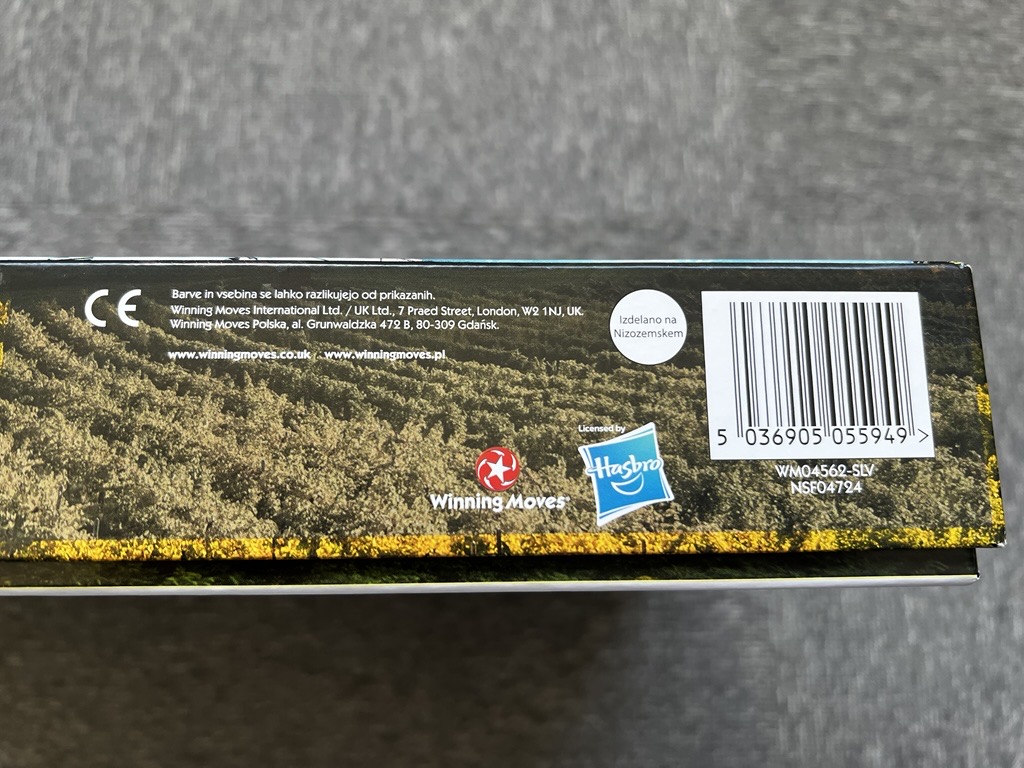 CE
Barve in vsebina se lahko razlikujejo od prikazanih.
Winning Moves International Ltd. / UK Ltd., 7 Praed Street, London, W2 1NJ, UK.
Winning Moves Polska, al. Grunwaldzka 472 B, 80-309 Gdańsk.
www.winningmoves.co.uk www.winningmoves.pl
Izdelano na
Nizozemskem
5 036905 055949 >
WM04562-SLV
NSF04724
Licensed by
Hasbro
Winning Moves